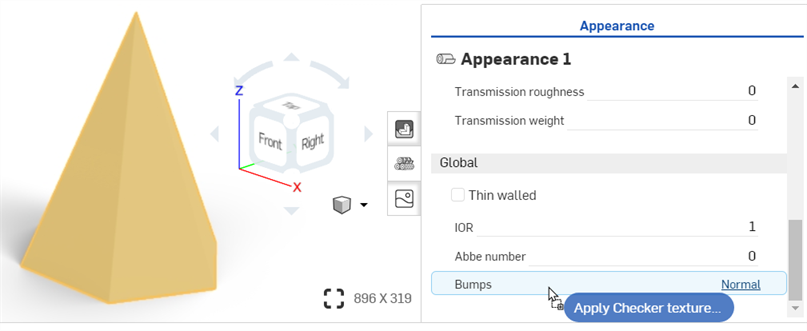 Appearance
Appearance 1
Transmission roughness 0
Transmission weight 0
Global
Thin walled
IOR 1
Abbe number 0
Bumps Normal
Apply Checker texture...
Z
Top
Front
Right
X
896 X 319